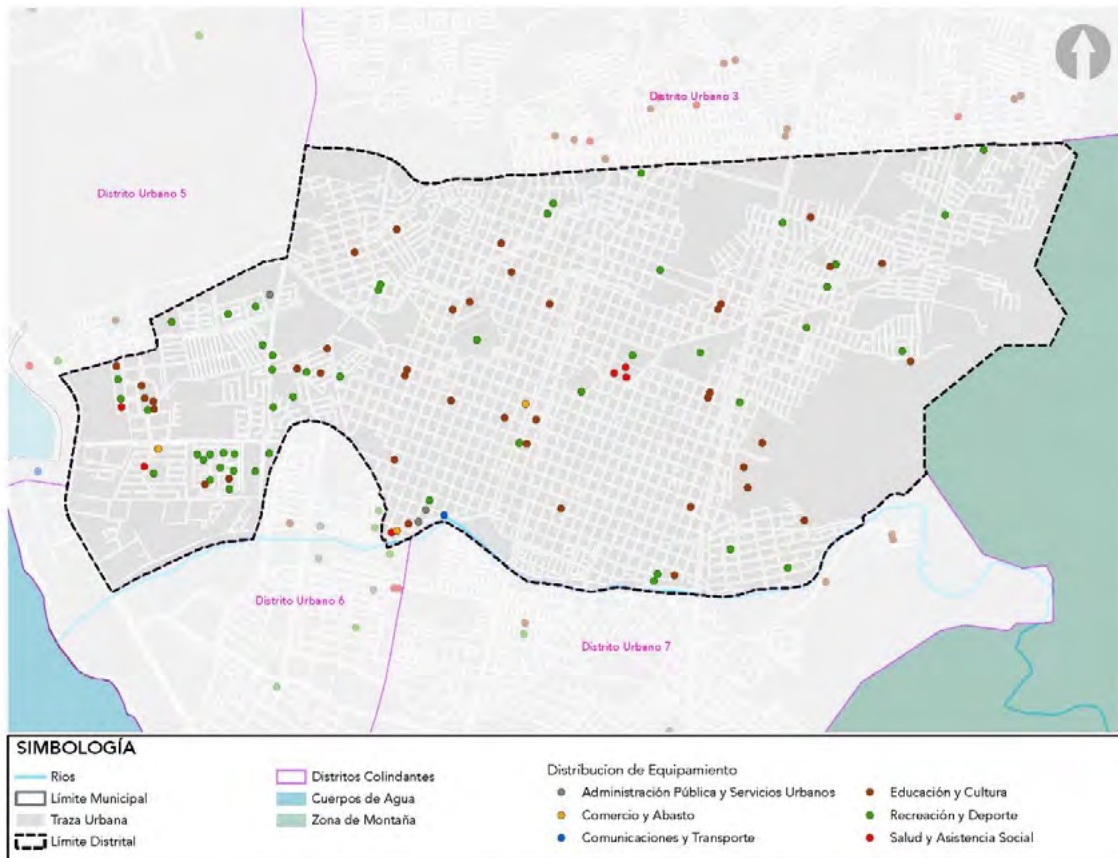 Distrito Urbano 3
Distrito Urbano 5
Distrito Urbano 6
Distrito Urbano 7
SIMBOLOGÍA
Rios
Límite Municipal
Traza Urbana
Límite Distrital
Distritos Colindantes
Cuerpos de Agua
Zona de Montaña
Distribucion de Equipamiento
Administración Pública y Servicios Urbanos
Comercio y Abasto
Comunicaciones y Transporte
Educación y Cultura
Recreación y Deporte
Salud y Asistencia Social